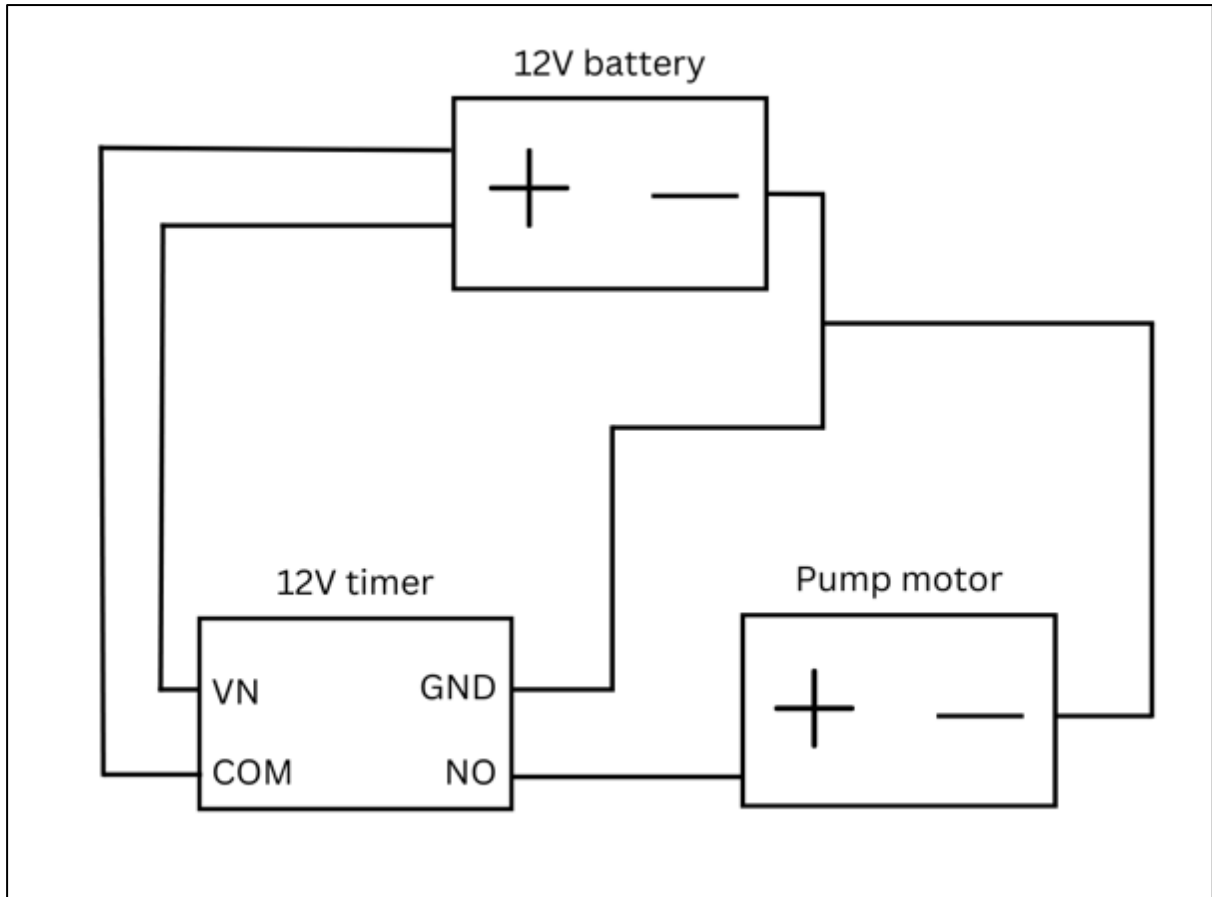 12V battery
+ —
12V timer
Pump motor
VN GND
+ —
COM NO